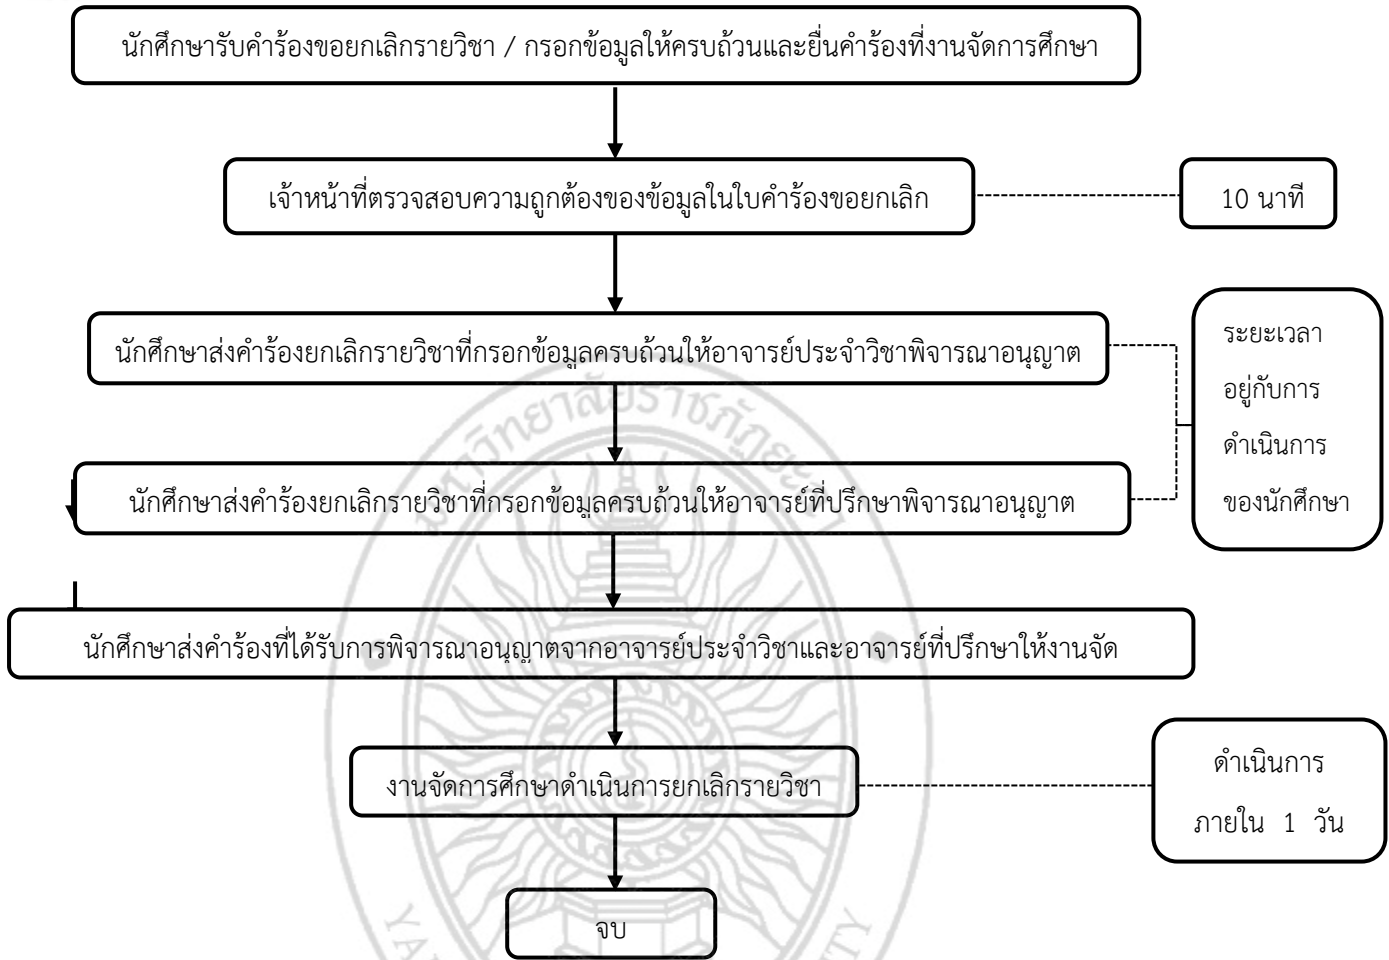 นักศึกษารับคำร้องขอยกเลิกรายวิชา / กรอกข้อมูลให้ครบถ้วนและยื่นคำร้องที่งานจัดการศึกษา
เจ้าหน้าที่ตรวจสอบความถูกต้องของข้อมูลในใบคำร้องขอยกเลิก
10 นาที
นักศึกษาส่งคำร้องยกเลิกรายวิชาที่กรอกข้อมูลครบถ้วนให้อาจารย์ประจำวิชาพิจารณาอนุญาต
ระยะเวลา
อยู่กับการ
ดำเนินการ
ของนักศึกษา
นักศึกษาส่งคำร้องยกเลิกรายวิชาที่กรอกข้อมูลครบถ้วนให้อาจารย์ที่ปรึกษาพิจารณาอนุญาต
นักศึกษาส่งคำร้องที่ได้รับการพิจารณาอนุญาตจากอาจารย์ประจำวิชาและอาจารย์ที่ปรึกษาให้งานจัด
งานจัดการศึกษาดำเนินการยกเลิกรายวิชา
ดำเนินการ
ภายใน 1 วัน
จบ
มหาวิทยาลัยราชภัฏยะลา